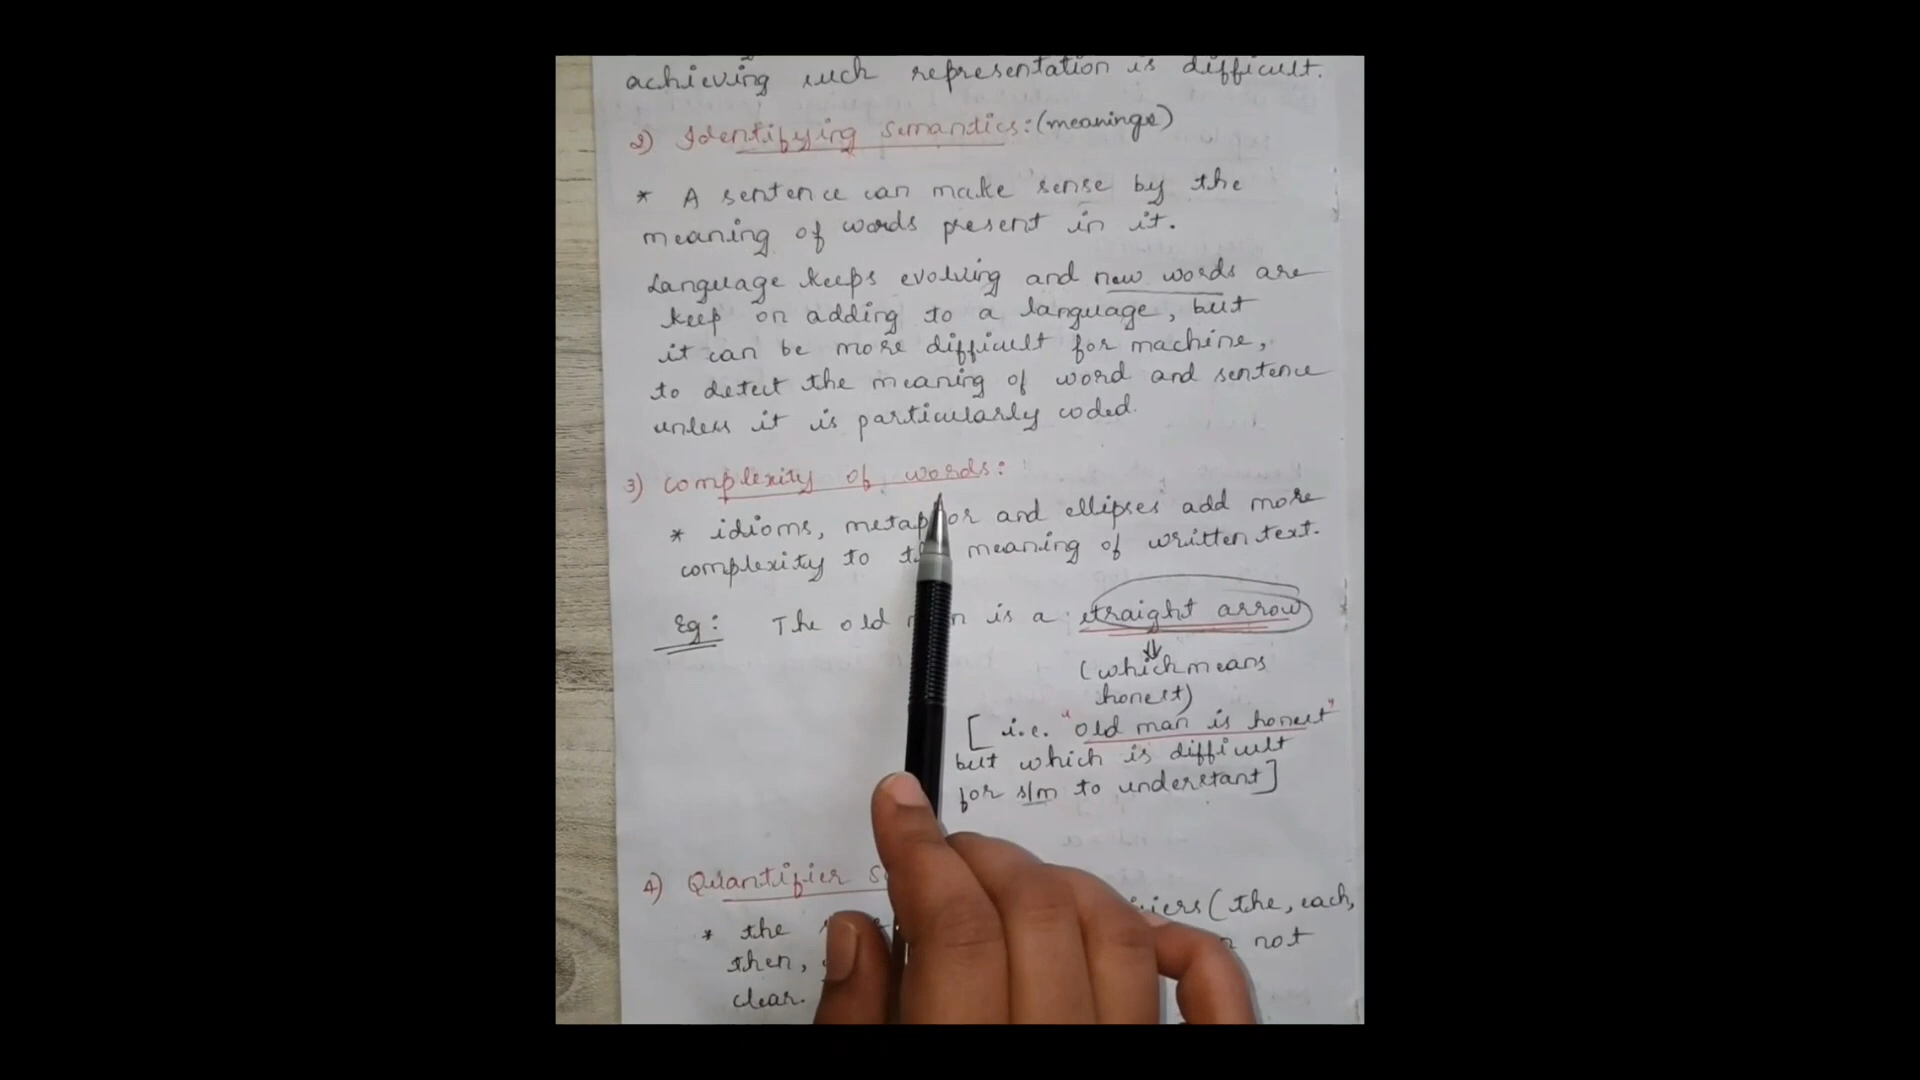 achieving such representation is difficult.
2) Identifying Semantics: (meanings)
* A sentence can make sense by the
meaning of words present in it.
Language keeps evolving and new words are
keep on adding to a language, but
it can be more difficult for machine,
to detect the meaning of word and sentence
unless it is particularly coded.
3) Complexity of words:
* idioms, metaphor and ellipses add more
complexity to the meaning of written text.
Eg: The old is a straight arrow
(which means
honest)
[i.e. "old man is honest"
but which is difficult
for s/m to understant]
4) Quantifier
* the (the, each,
then, not
clear.